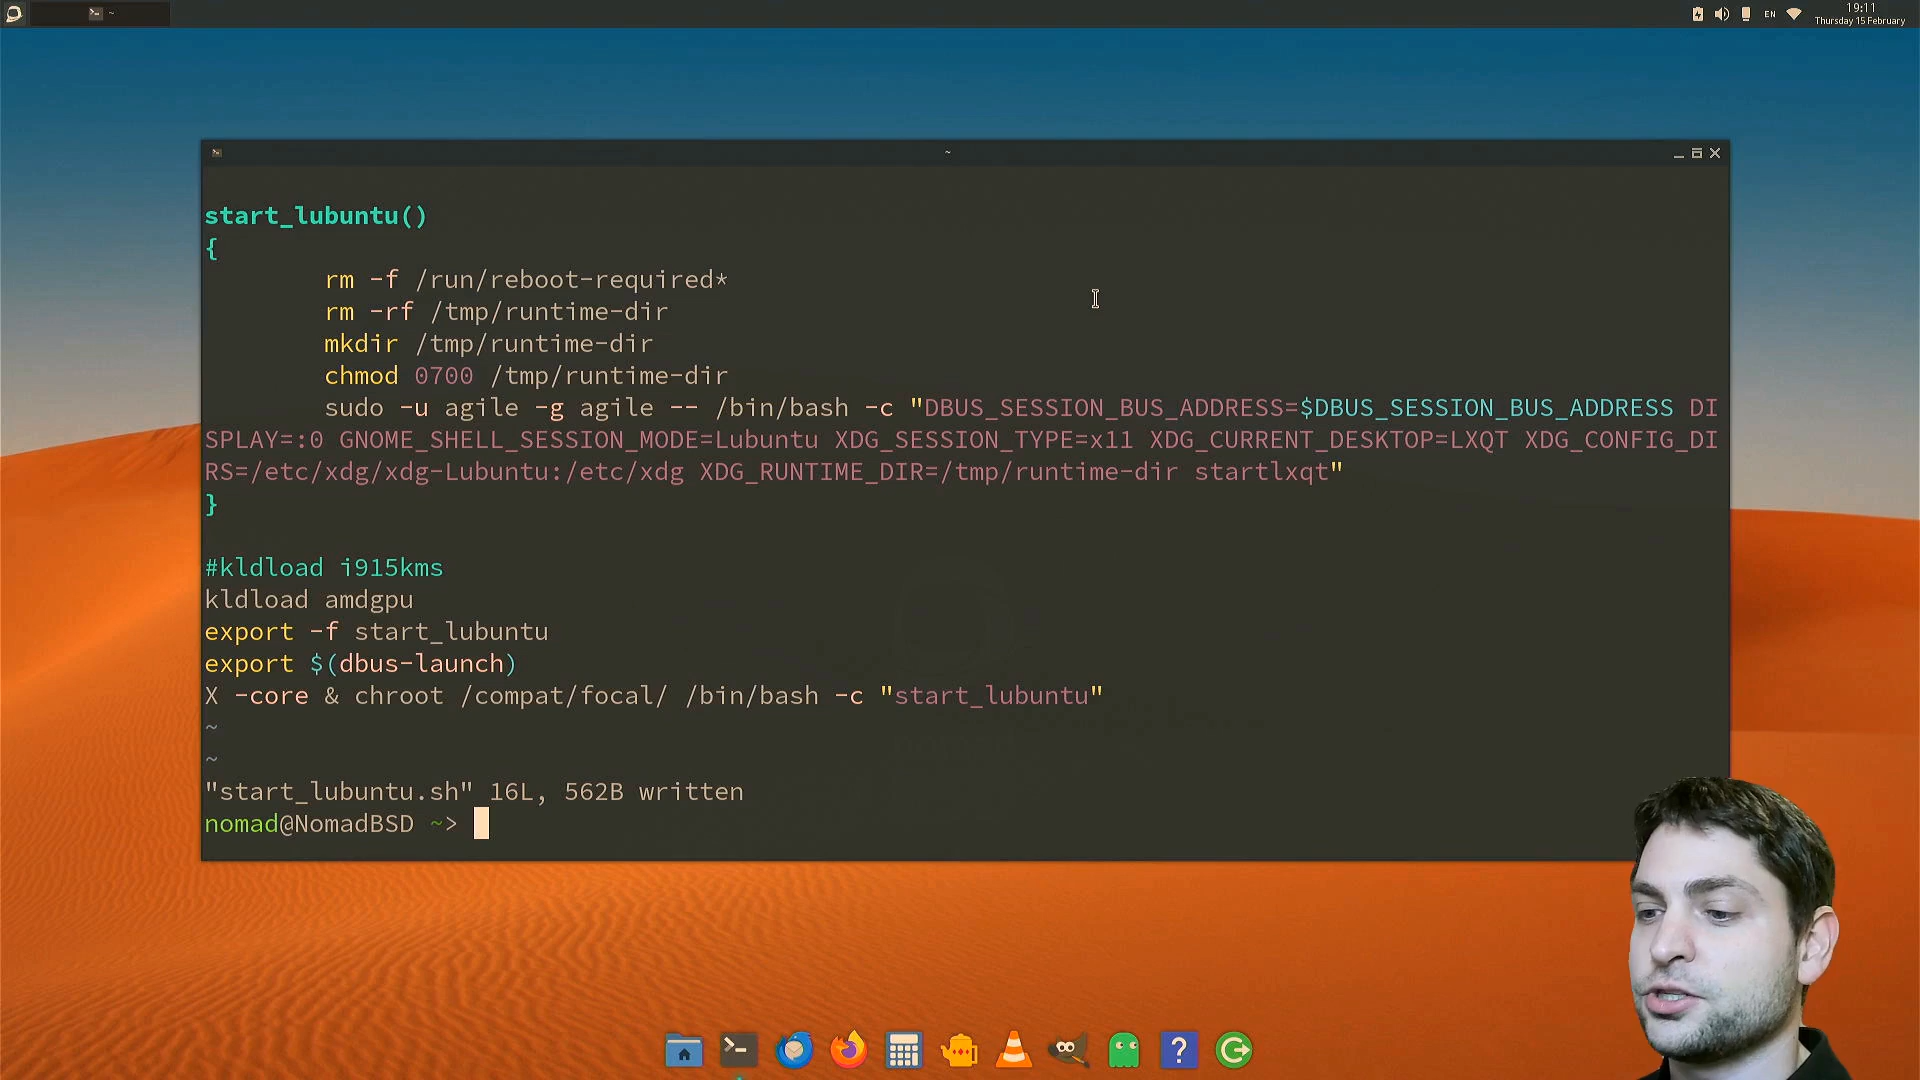 ~
EN
19:11
Thursday 15 February
~
start_lubuntu()
{
rm -f /run/reboot-required*
rm -rf /tmp/runtime-dir
mkdir /tmp/runtime-dir
chmod 0700 /tmp/runtime-dir
sudo -u agile -g agile -- /bin/bash -c "DBUS_SESSION_BUS_ADDRESS=$DBUS_SESSION_BUS_ADDRESS DI
SPLAY=:0 GNOME_SHELL_SESSION_MODE=Lubuntu XDG_SESSION_TYPE=x11 XDG_CURRENT_DESKTOP=LXQT XDG_CONFIG_DI
RS=/etc/xdg/xdg-Lubuntu:/etc/xdg XDG_RUNTIME_DIR=/tmp/runtime-dir startlxqt"
}
#kldload i915kms
kldload amdgpu
export -f start_lubuntu
export $(dbus-launch)
X -core & chroot /compat/focal/ /bin/bash -c "start_lubuntu"
~
~
"start_lubuntu.sh" 16L, 562B written
nomad@NomadBSD ~>